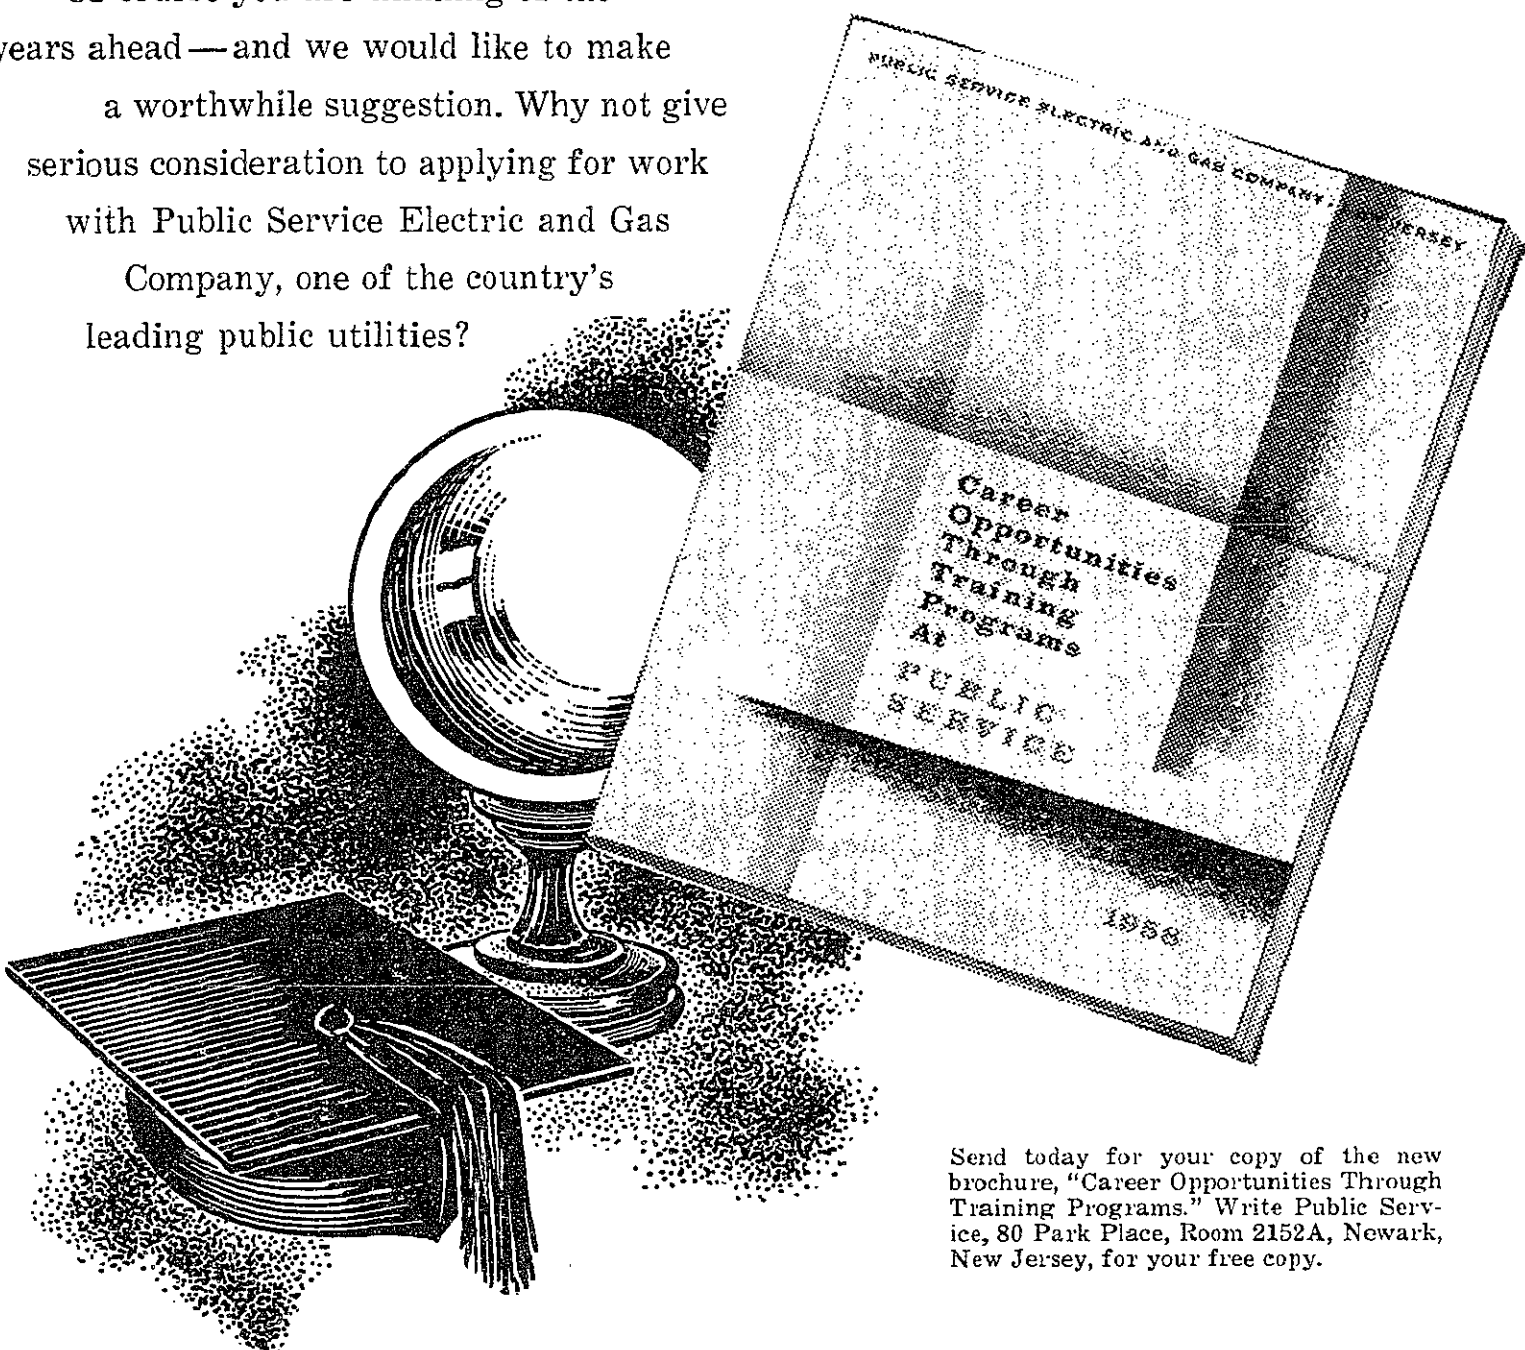 years ahead — and we would like to make
a worthwhile suggestion. Why not give
serious consideration to applying for work
with Public Service Electric and Gas
Company, one of the country's
leading public utilities?
PUBLIC SERVICE ELECTRIC AND GAS COMPANY, JERSEY
Career
Opportunities
Through
Training
Programs
At
PUBLIC
SERVICE
1958
Send today for your copy of the new
brochure, “Career Opportunities Through
Training Programs.” Write Public Serv-
ice, 80 Park Place, Room 2152A, Newark,
New Jersey, for your free copy.